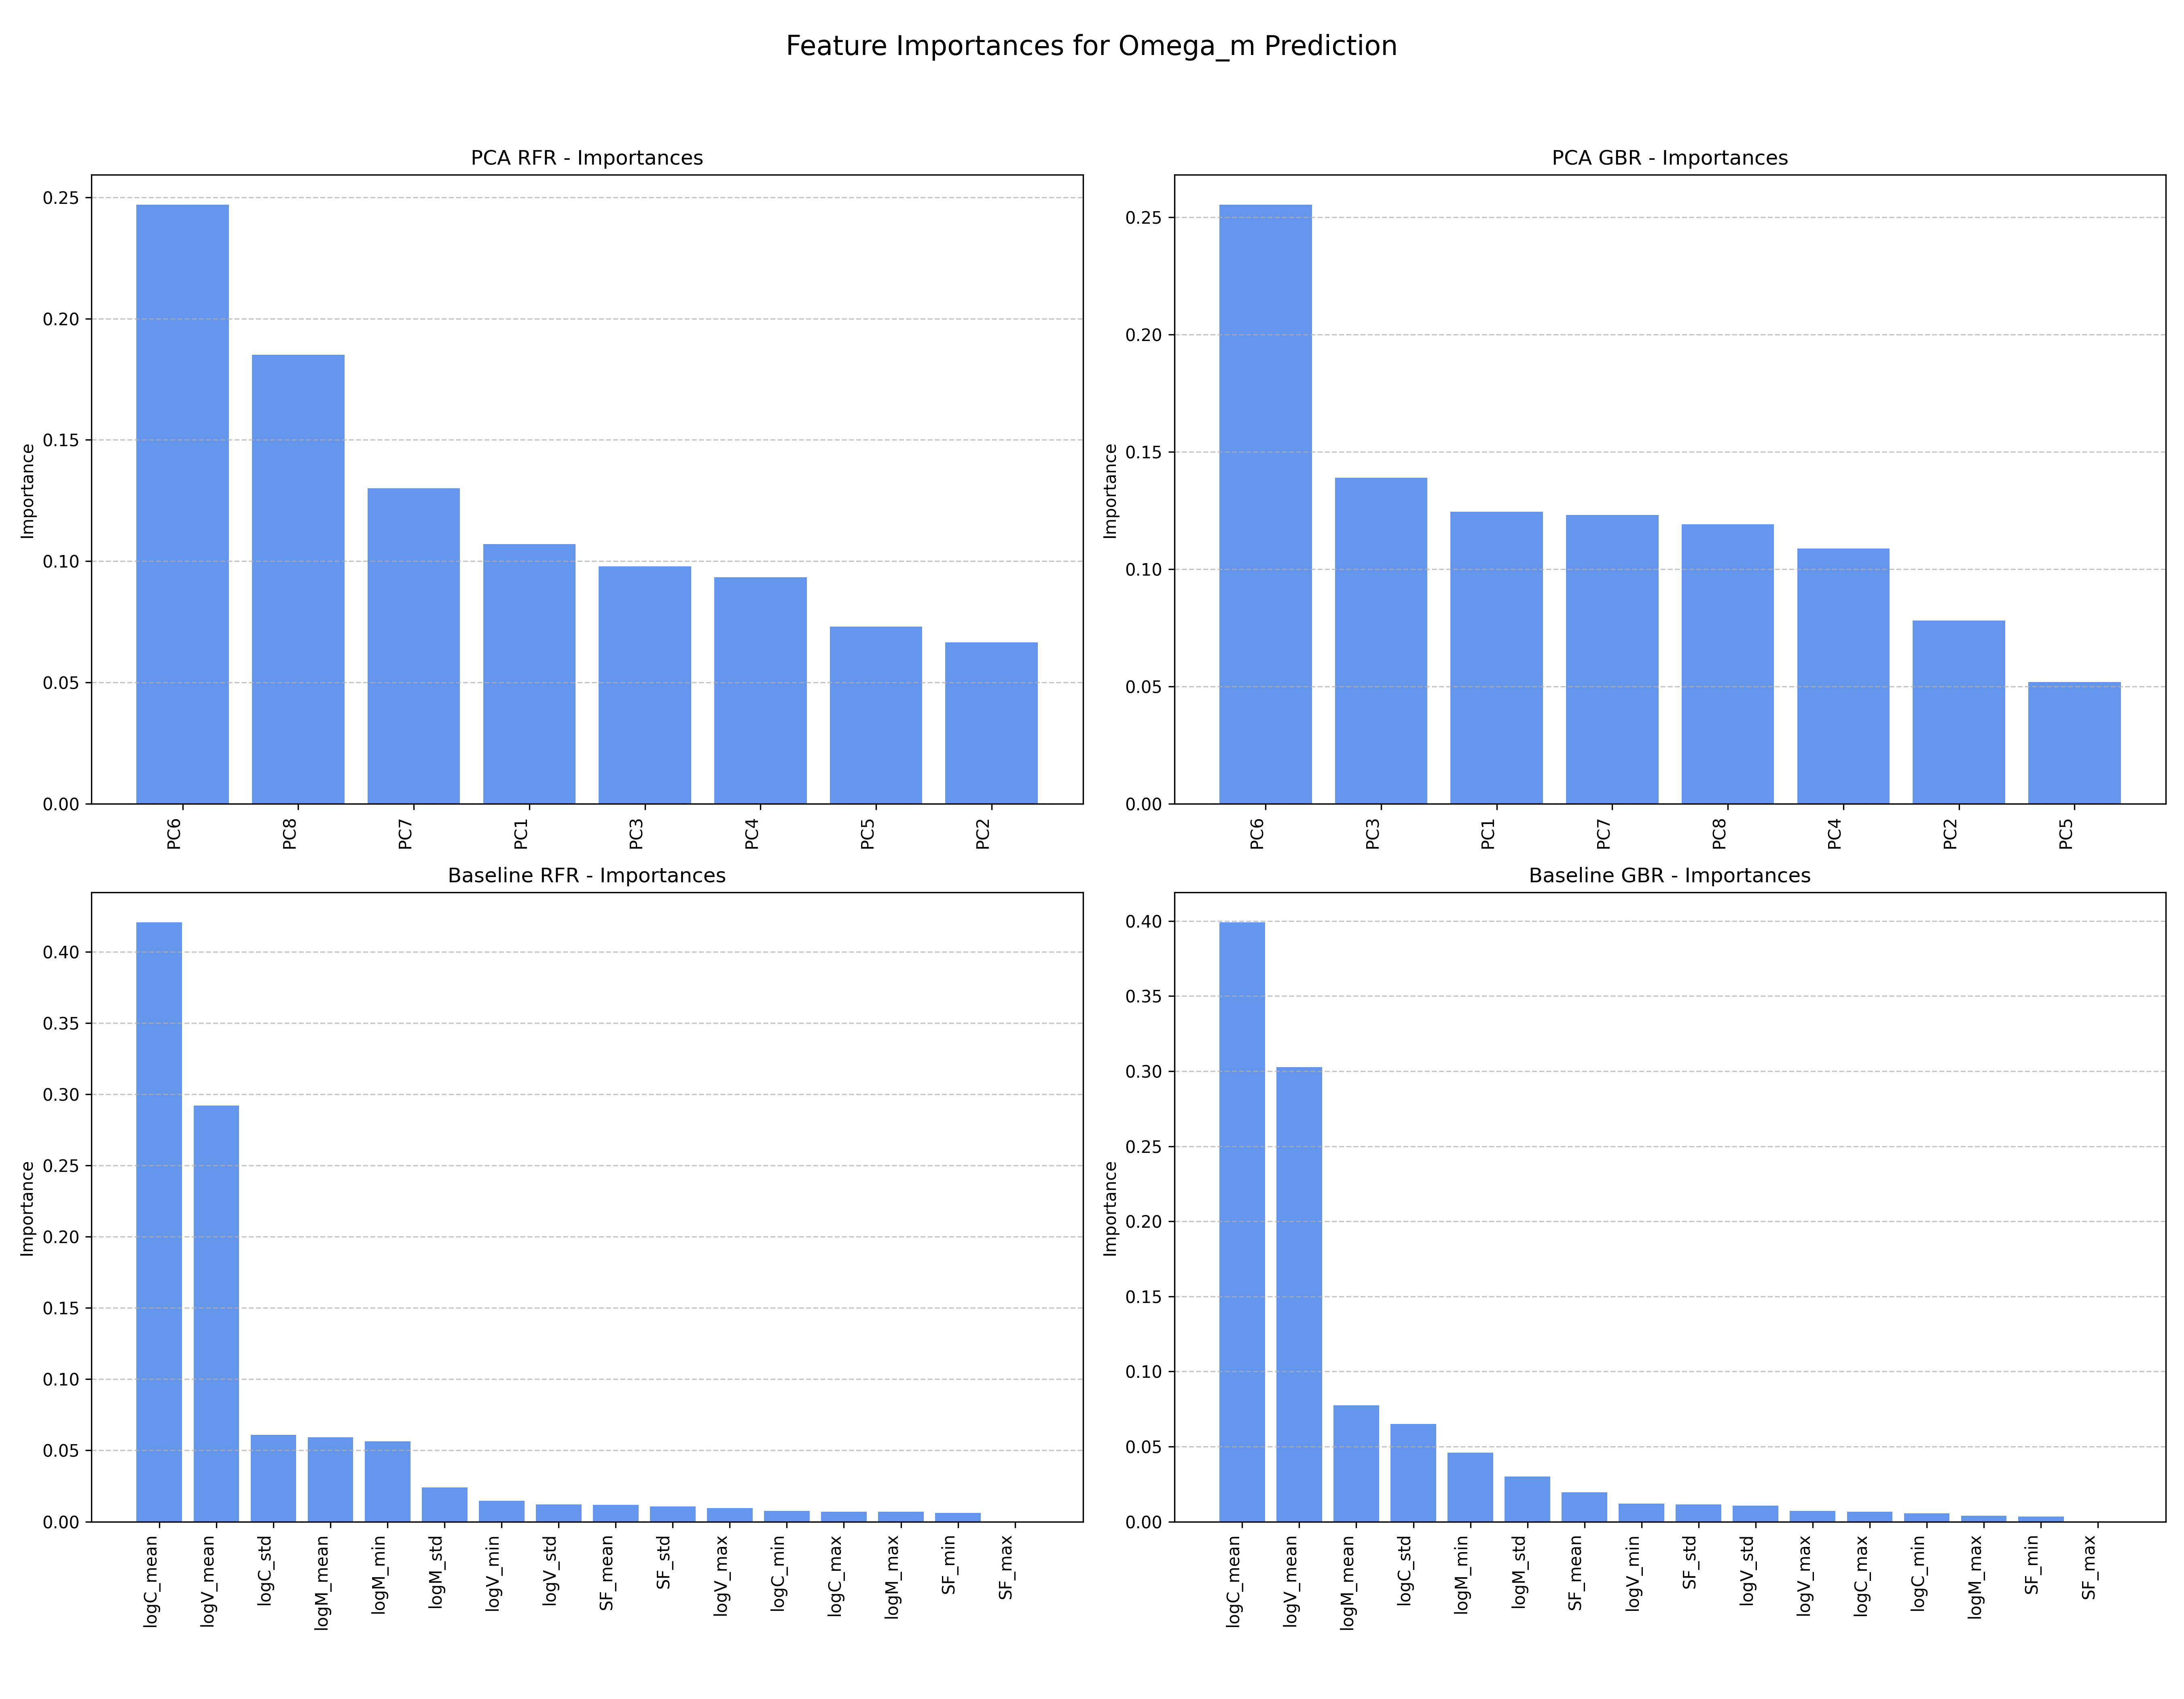 Feature Importances for Omega_m Prediction
PCA RFR - Importances
Importance
0.25
0.20
0.15
0.10
0.05
0.00
PC6 PC8 PC7 PC1 PC3 PC4 PC5 PC2
PCA GBR - Importances
Importance
0.25
0.20
0.15
0.10
0.05
0.00
PC6 PC3 PC1 PC7 PC8 PC4 PC2 PC5
Baseline RFR - Importances
Importance
0.40
0.35
0.30
0.25
0.20
0.15
0.10
0.05
0.00
logC_mean logV_mean logC_std logM_mean logM_min logM_std logV_min logV_std SF_mean SF_std logV_max logC_min logC_max logM_max SF_min SF_max
Baseline GBR - Importances
Importance
0.40
0.35
0.30
0.25
0.20
0.15
0.10
0.05
0.00
logC_mean logV_mean logM_mean logC_std logM_min logM_std SF_mean logV_min SF_std logV_std logV_max logC_max logC_min logM_max SF_min SF_max